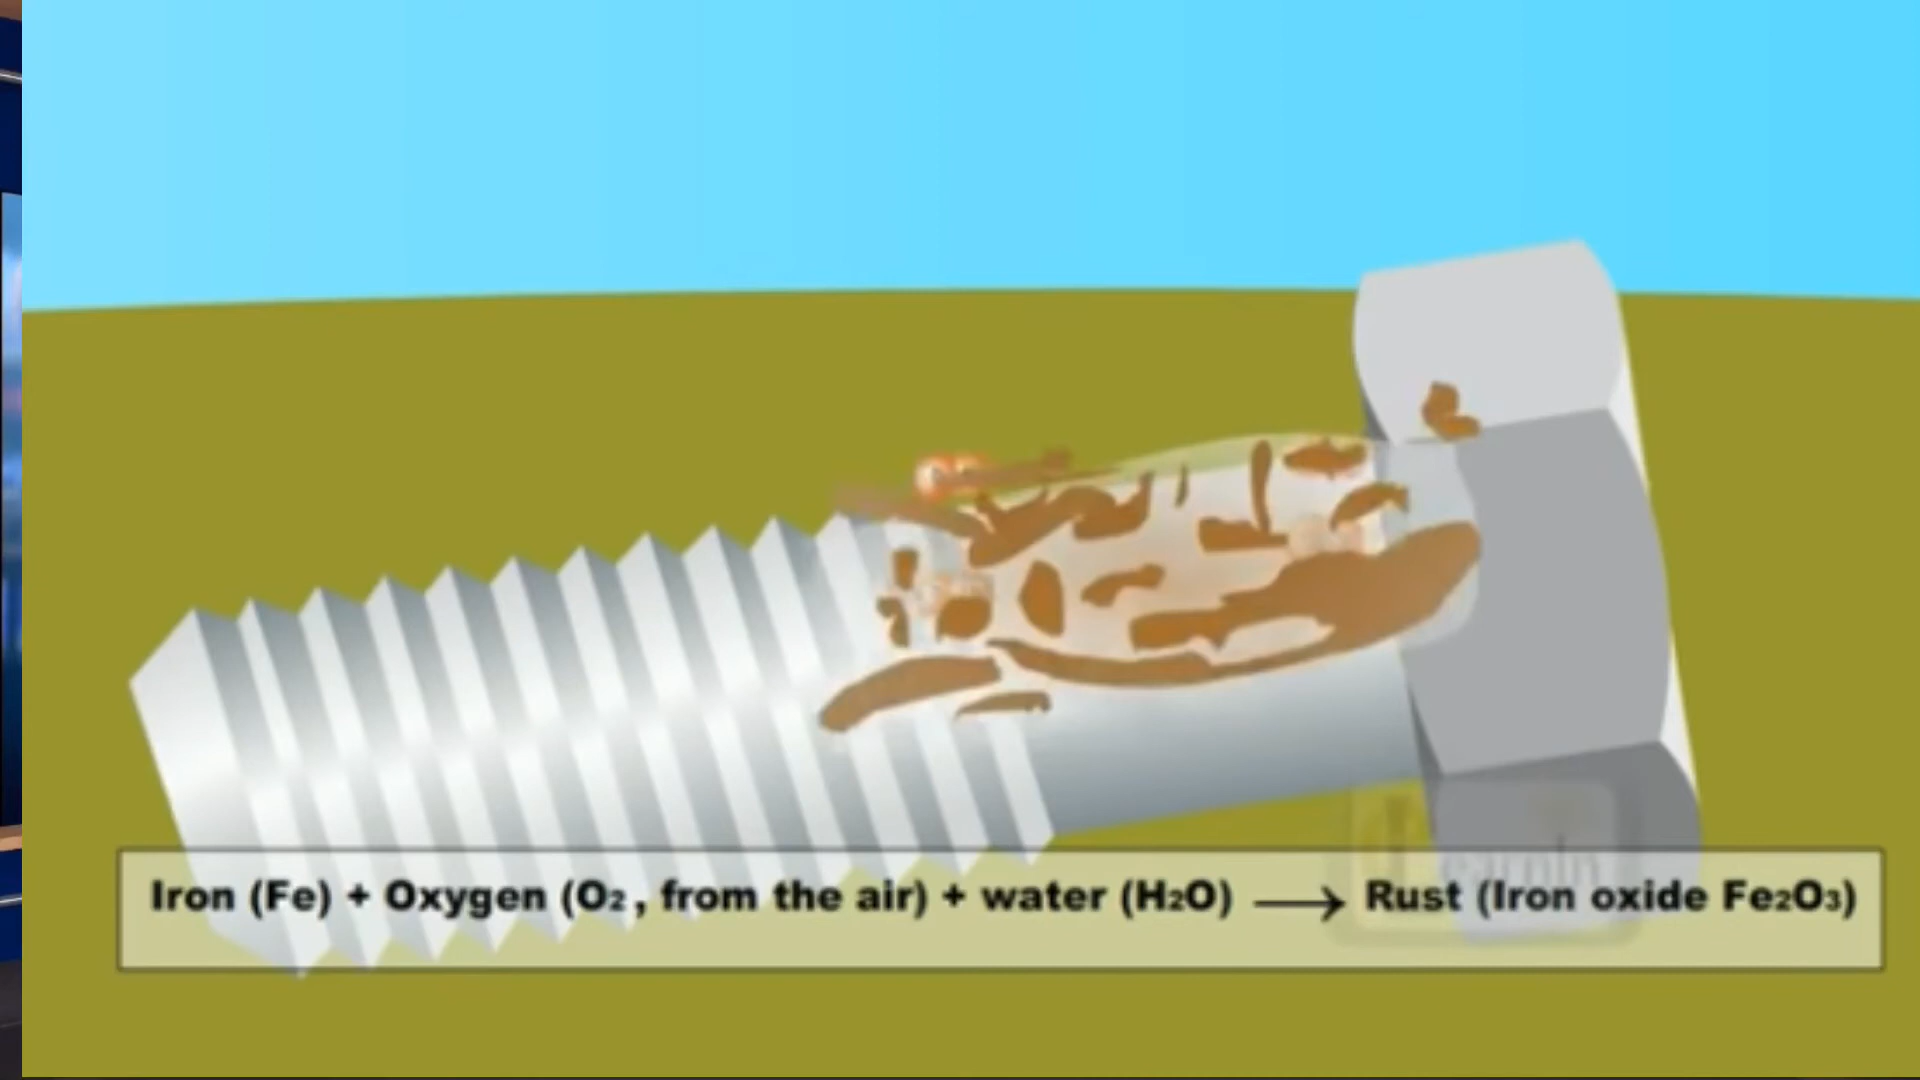 Iron (Fe) + Oxygen (O₂ , from the air) + water (H₂O) ⟶ Rust (Iron oxide Fe₂O₃)